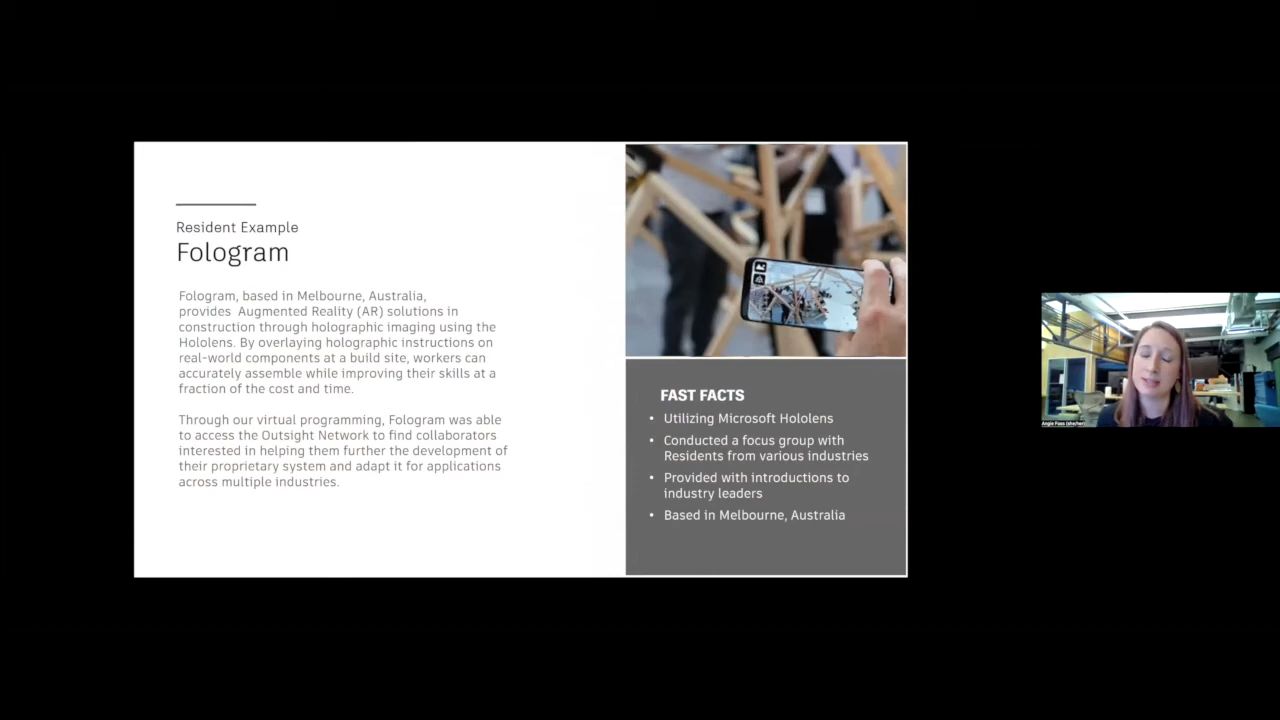 Resident Example
Fologram
Fologram, based in Melbourne, Australia,
provides  Augmented Reality (AR) solutions in
construction through holographic imaging using the
Hololens. By overlaying holographic instructions on
real-world components at a build site, workers can
accurately assemble while improving their skills at a
fraction of the cost and time.
Through our virtual programming, Fologram was able
to access the Outsight Network to find collaborators
interested in helping them further the development of
their proprietary system and adapt it for applications
across multiple industries.
FAST FACTS
• Utilizing Microsoft Hololens
• Conducted a focus group with
Residents from various industries
• Provided with introductions to
industry leaders
• Based in Melbourne, Australia
Angie Foss (she/her)